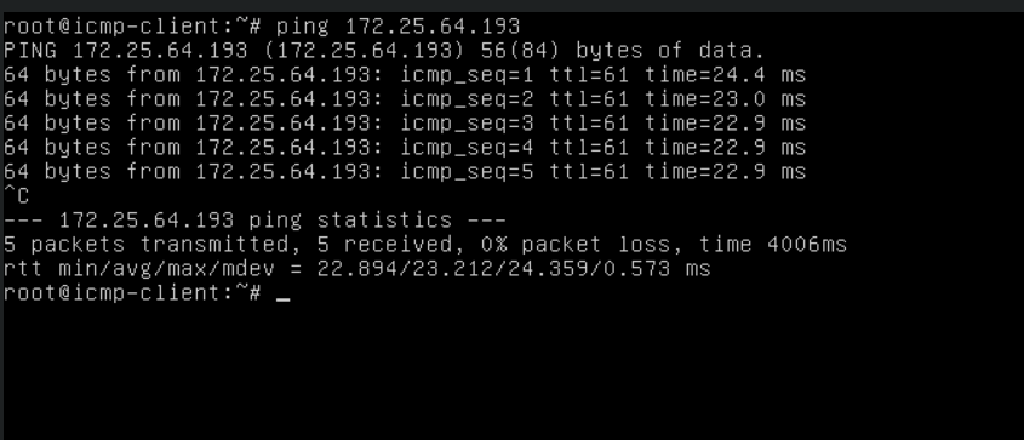 root@icmp-client:~# ping 172.25.64.193
PING 172.25.64.193 (172.25.64.193) 56(84) bytes of data.
64 bytes from 172.25.64.193: icmp_seq=1 ttl=61 time=24.4 ms
64 bytes from 172.25.64.193: icmp_seq=2 ttl=61 time=23.0 ms
64 bytes from 172.25.64.193: icmp_seq=3 ttl=61 time=22.9 ms
64 bytes from 172.25.64.193: icmp_seq=4 ttl=61 time=22.9 ms
64 bytes from 172.25.64.193: icmp_seq=5 ttl=61 time=22.9 ms
^C
--- 172.25.64.193 ping statistics ---
5 packets transmitted, 5 received, 0% packet loss, time 4006ms
rtt min/avg/max/mdev = 22.894/23.212/24.359/0.573 ms
root@icmp-client:~# _